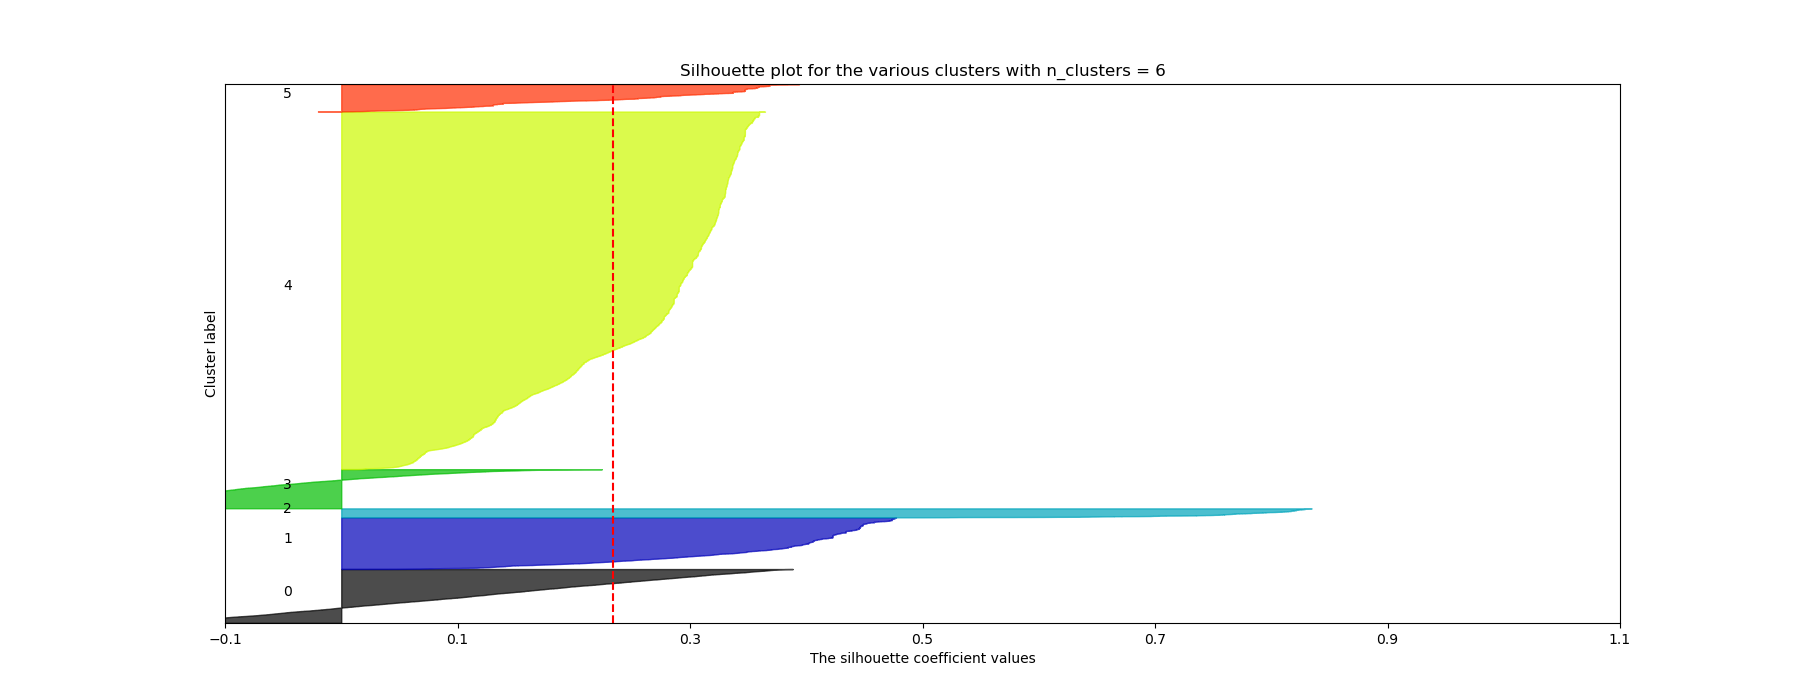 Silhouette plot for the various clusters with n_clusters = 6
5
4
3
2
1
0
Cluster label
−0.1 0.1 0.3 0.5 0.7 0.9 1.1
The silhouette coefficient values